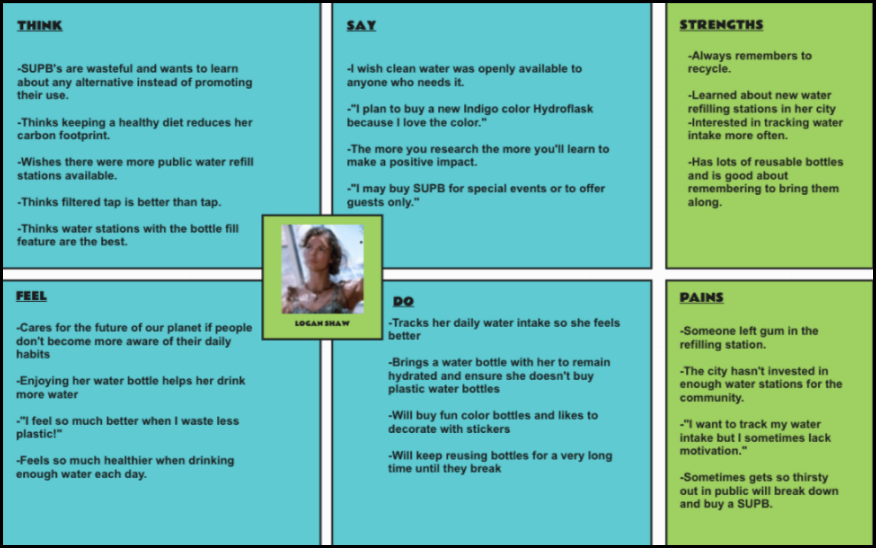 THINK
-SUPB's are wasteful and wants to learn
about any alternative instead of promoting
their use.
-Thinks keeping a healthy diet reduces her
carbon footprint.
-Wishes there were more public water refill
stations available.
-Thinks filtered tap is better than tap.
-Thinks water stations with the bottle fill
feature are the best.
SAY
-I wish clean water was openly available to
anyone who needs it.
-"I plan to buy a new Indigo color Hydroflask
because I love the color."
-The more you research the more you'll learn to
make a positive impact.
-"I may buy SUPB for special events or to offer
guests only."
STRENGTHS
-Always remembers to
recycle.
-Learned about new water
refilling stations in her city
-Interested in tracking water
intake more often.
-Has lots of reusable bottles
and is good about
remembering to bring them
along.
LOGAN SHAW
FEEL
-Cares for the future of our planet if people
don't become more aware of their daily
habits
-Enjoying her water bottle helps her drink
more water
-"I feel so much better when I waste less
plastic!"
-Feels so much healthier when drinking
enough water each day.
DO
-Tracks her daily water intake so she feels
better
-Brings a water bottle with her to remain
hydrated and ensure she doesn't buy
plastic water bottles
-Will buy fun color bottles and likes to
decorate with stickers
-Will keep reusing bottles for a very long
time until they break
PAINS
-Someone left gum in the
refilling station.
-The city hasn't invested in
enough water stations for the
community.
-"I want to track my water
intake but I sometimes lack
motivation."
-Sometimes gets so thirsty
out in public will break down
and buy a SUPB.